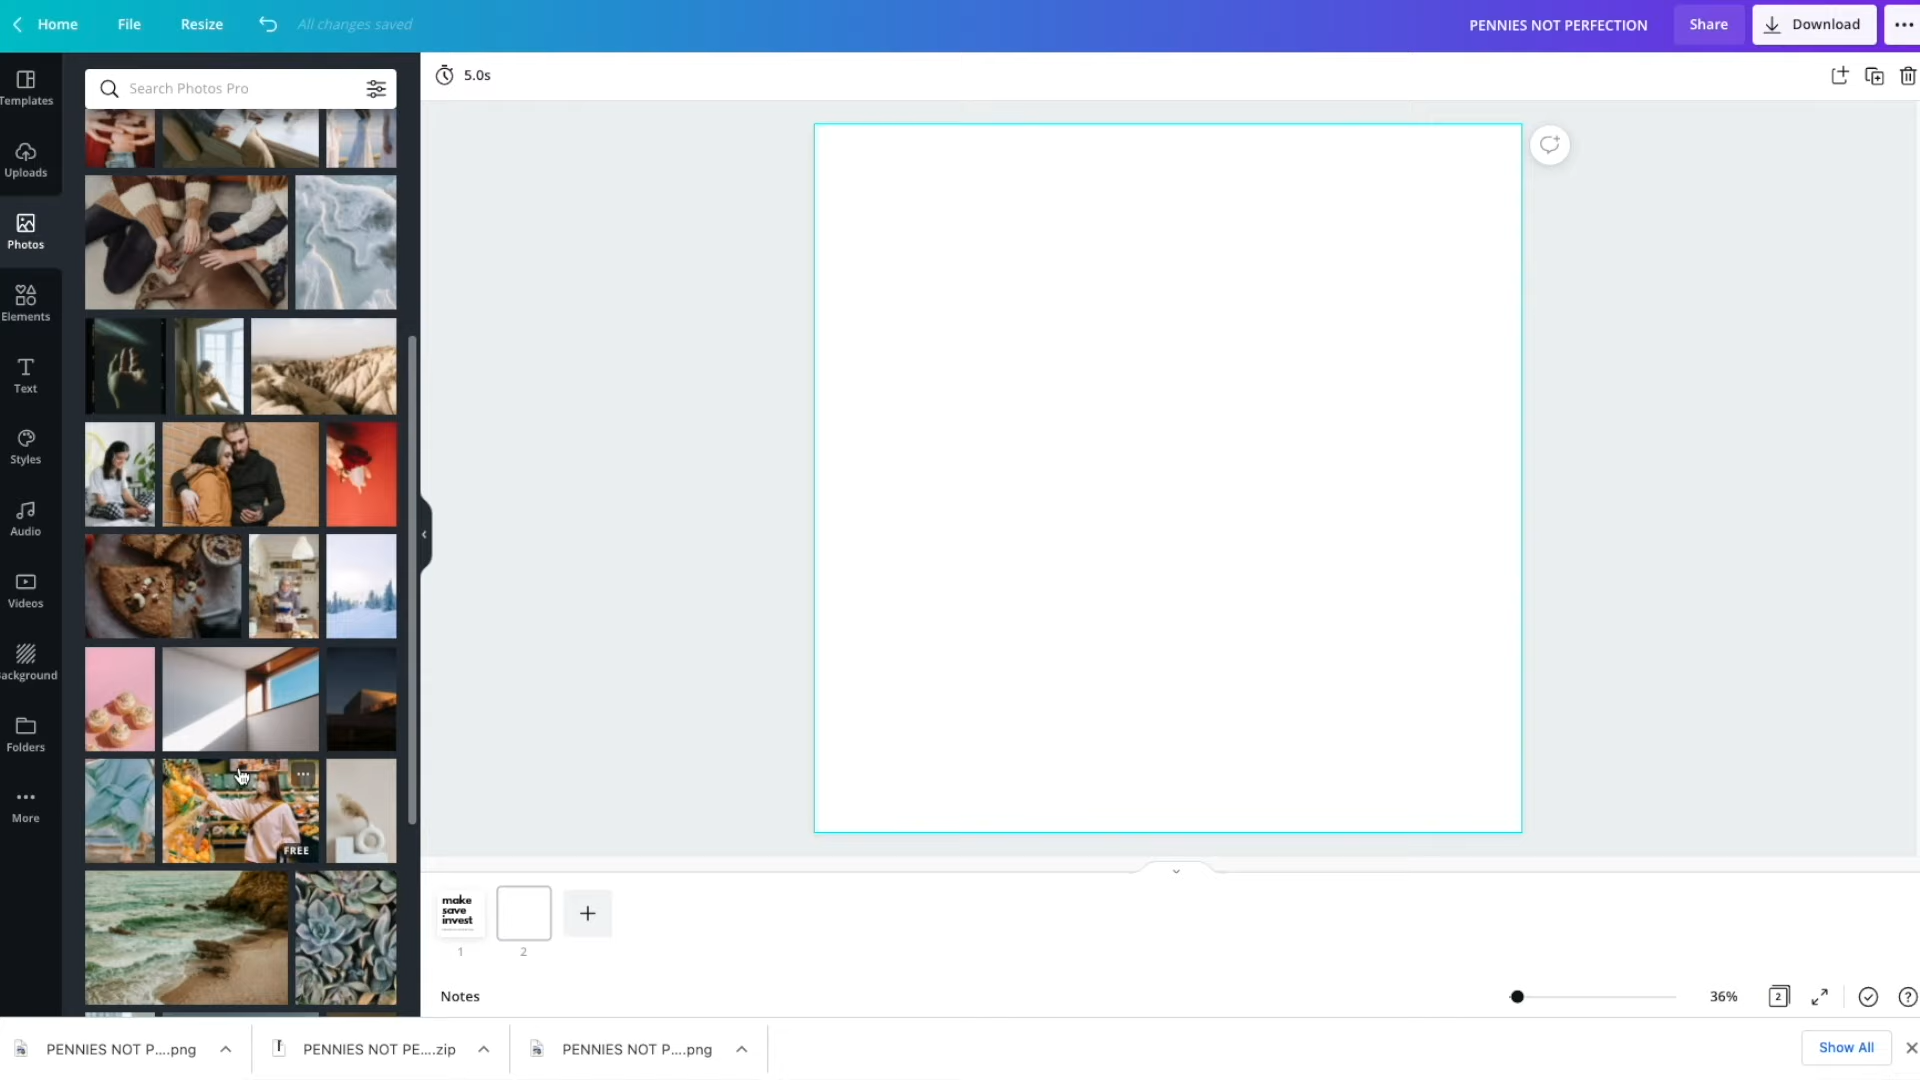 Home
File
Resize
All changes saved
PENNIES NOT PERFECTION
Share
Download
Templates
Uploads
Photos
Elements
Text
Styles
Audio
Videos
ackground
Folders
More
Search Photos Pro
FREE
5.0s
make
save
invest
1
2
Notes
36%
2
PENNIES NOT P....png
PENNIES NOT PE....zip
PENNIES NOT P....png
Show All